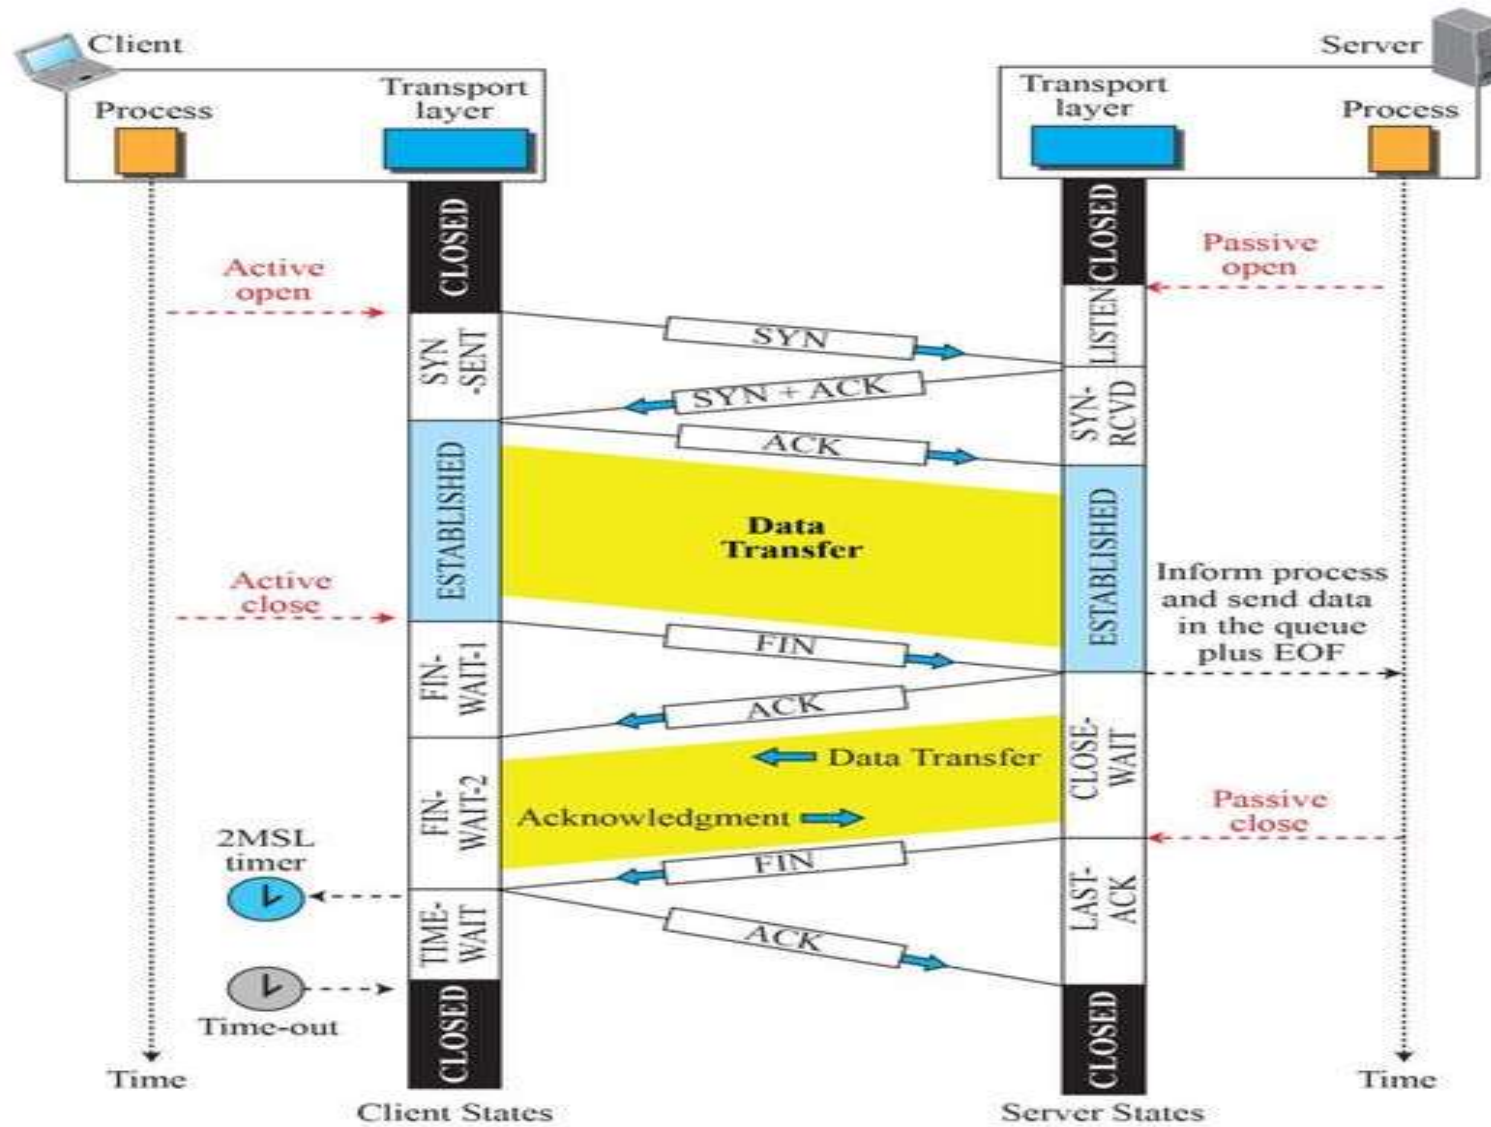 Client
Server
Process
Transport
layer
Transport
layer
Process
CLOSED
CLOSED
Active
open
Passive
open
SYN
-SENT
SYN
LISTEN
SYN + ACK
SYN-
RCVD
ACK
ESTABLISHED
Data
Transfer
ESTABLISHED
Active
close
Inform process
and send data
in the queue
plus EOF
FIN
FIN-
WAIT-1
ACK
Data Transfer
CLOSE-
WAIT
FIN-
WAIT-2
Acknowledgment
Passive
close
2MSL
timer
FIN
LAST-
ACK
TIME-
WAIT
ACK
Time-out
CLOSED
CLOSED
Time
Time
Client States
Server States